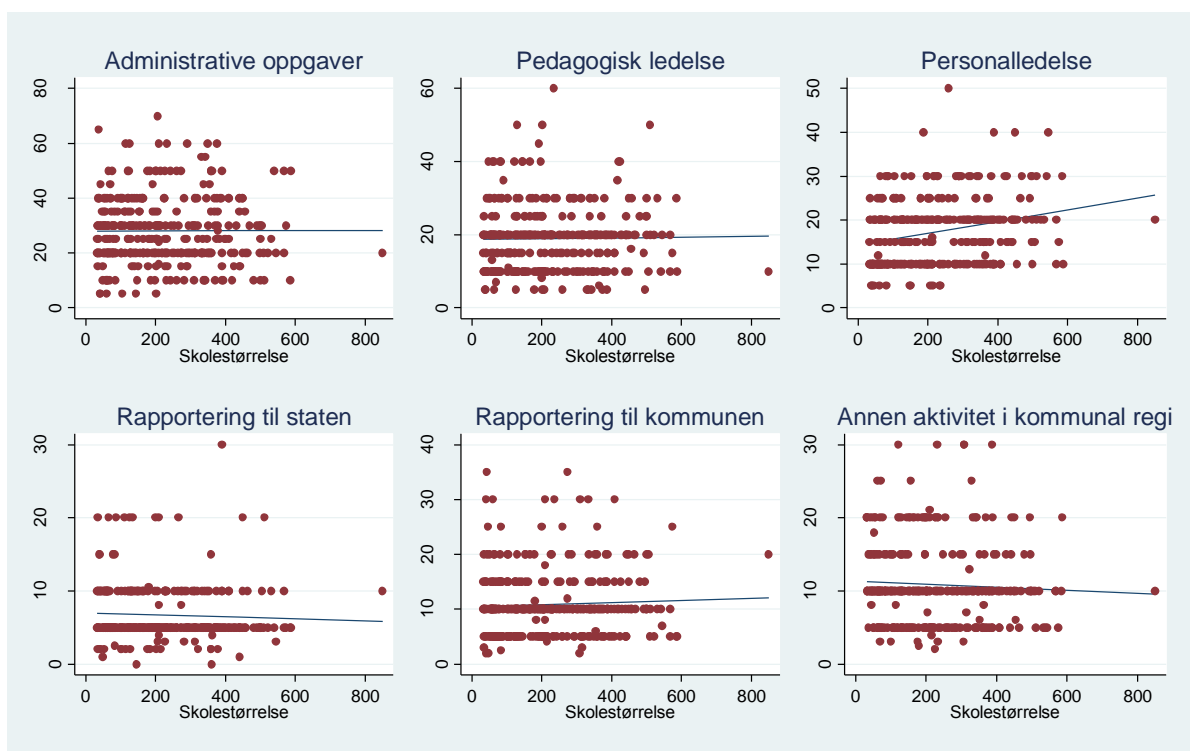 Administrative oppgaver
80
60
40
20
0
0 200 400 600 800
Skolestørrelse
Pedagogisk ledelse
60
40
20
0
0 200 400 600 800
Skolestørrelse
Personalledelse
50
40
30
20
10
0
0 200 400 600 800
Skolestørrelse
Rapportering til staten
30
20
10
0
0 200 400 600 800
Skolestørrelse
Rapportering til kommunen
40
30
20
10
0
0 200 400 600 800
Skolestørrelse
Annen aktivitet i kommunal regi
30
20
10
0
0 200 400 600 800
Skolestørrelse